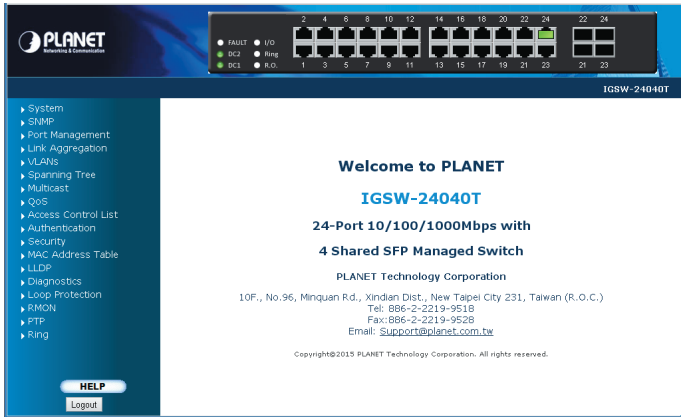 PLANET
Networking & Communication
2 4 6 8 10 12 14 16 18 20 22 24 22 24
FAULT I/O
DC2 Ring
DC1 R.O.
1 3 5 7 9 11 13 15 17 19 21 23 21 23
IGSW-24040T
System
SNMP
Port Management
Link Aggregation
VLANs
Spanning Tree
Multicast
QoS
Access Control List
Authentication
Security
MAC Address Table
LLDP
Diagnostics
Loop Protection
RMON
PTP
Ring
HELP
Logout
Welcome to PLANET
IGSW-24040T
24-Port 10/100/1000Mbps with
4 Shared SFP Managed Switch
PLANET Technology Corporation
10F., No.96, Minquan Rd., Xindian Dist., New Taipei City 231, Taiwan (R.O.C.)
Tel: 886-2-2219-9518
Fax:886-2-2219-9528
Email: Support@planet.com.tw
Copyright©2015 PLANET Technology Corporation. All rights reserved.